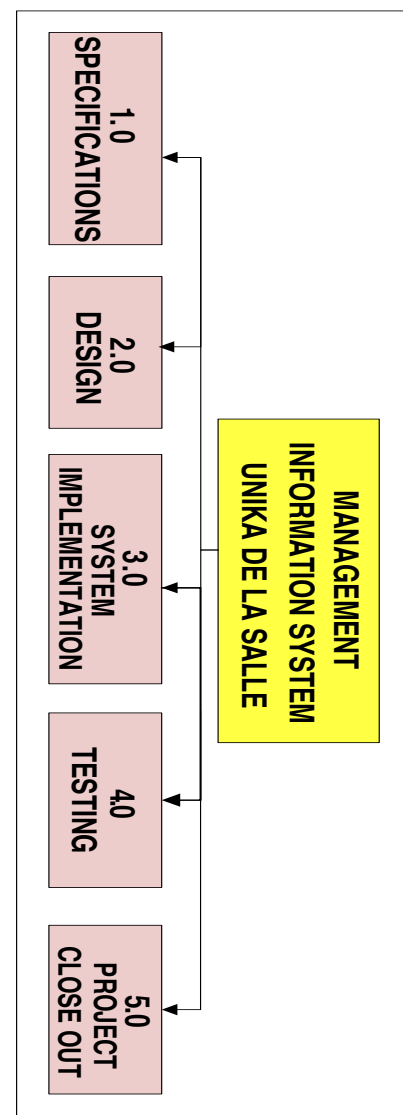 MANAGEMENT
INFORMATION SYSTEM
UNIKA DE LA SALLE
1.0
SPECIFICATIONS
2.0
DESIGN
3.0
SYSTEM
IMPLEMENTATION
4.0
TESTING
5.0
PROJECT
CLOSE OUT